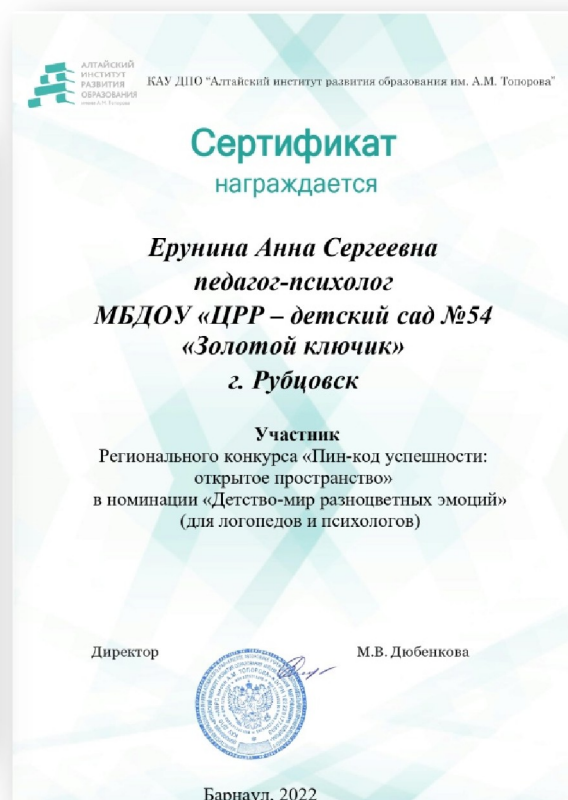 АЛТАЙСКИЙ
ИНСТИТУТ
РАЗВИТИЯ
ОБРАЗОВАНИЯ
КАУ ДПО "Алтайский институт развития образования им. А.М. Топорова"
Сертификат
награждается
Ерунина Анна Сергеевна
педагог-психолог
МБДОУ «ЦРР – детский сад №54
«Золотой ключик»
г. Рубцовск
Участник
Регионального конкурса «Пин-код успешности:
открытое пространство»
в номинации «Детство-мир разноцветных эмоций»
(для логопедов и психологов)
Директор
М.В. Дюбенкова
Барнаул, 2022